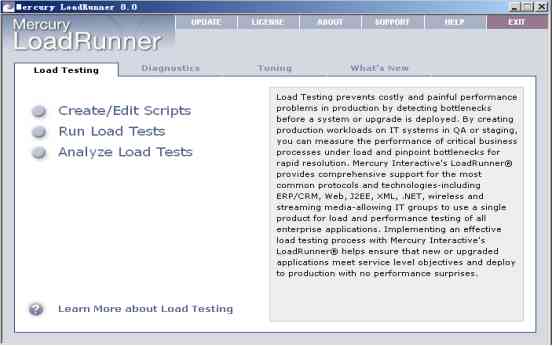 Mercury LoadRunner 8.0
UPDATE LICENSE ABOUT SUPPORT HELP EXIT
Mercury
LoadRunner
Load Testing Diagnostics Tuning What's New
Create/Edit Scripts
Run Load Tests
Analyze Load Tests
Load Testing prevents costly and painful performance
problems in production by detecting bottlenecks
before a system or upgrade is deployed. By creating
production workloads on IT systems in QA or staging,
you can measure the performance of critical business
processes under load and pinpoint bottlenecks for
rapid resolution. Mercury Interactive's LoadRunner®
provides comprehensive support for the most
common protocols and technologies-including
ERP/CRM, Web, J2EE, XML, .NET, wireless and
streaming media-allowing IT groups to use a single
product for load and performance testing of all
enterprise applications. Implementing an effective
load testing process with Mercury Interactive's
LoadRunner® helps ensure that new or upgraded
applications meet service level objectives and deploy
to production with no performance surprises.
? Learn More about Load Testing